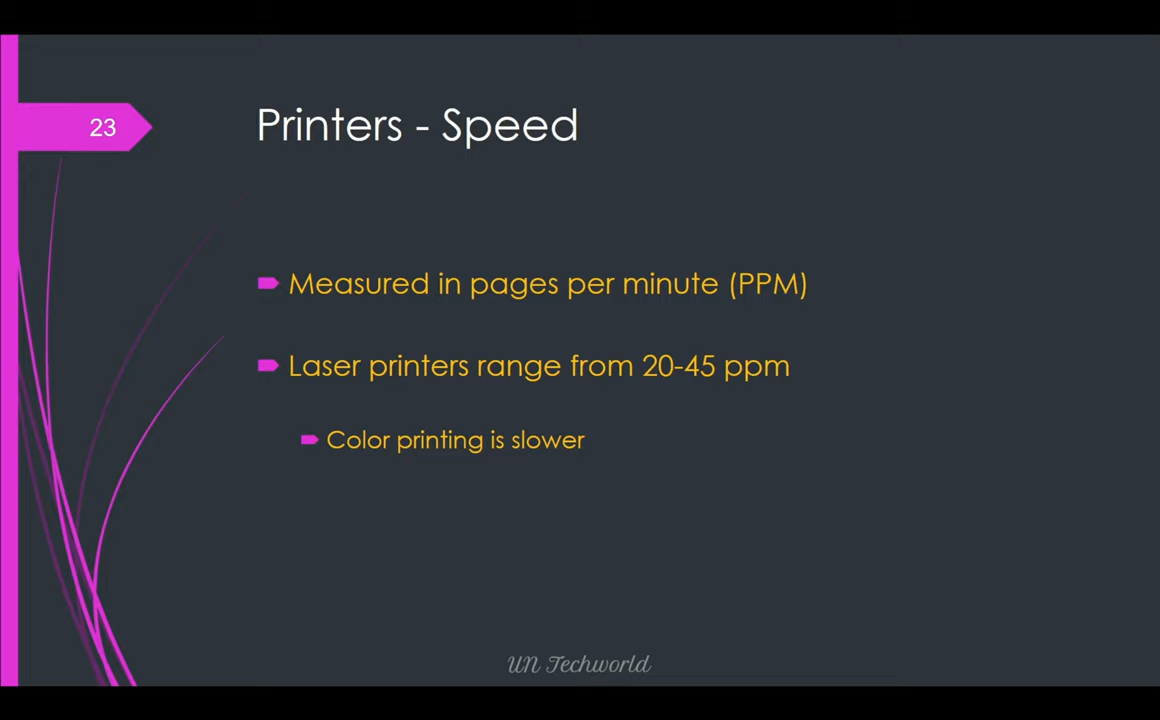 23
Printers - Speed
Measured in pages per minute (PPM)
Laser printers range from 20-45 ppm
Color printing is slower
UN Techworld